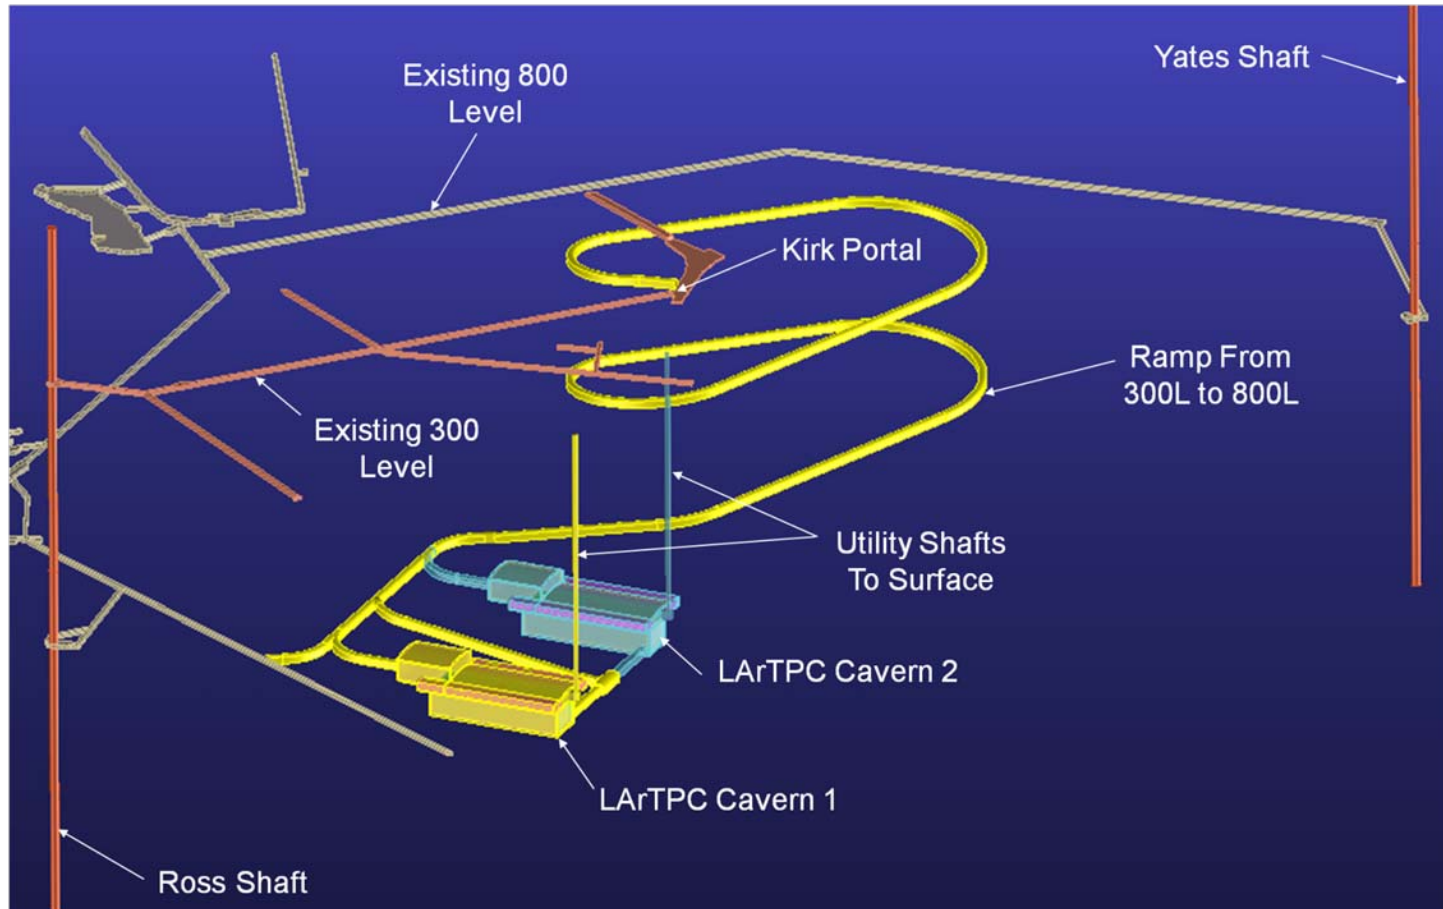 Existing 800
Level
Yates Shaft
Kirk Portal
Ramp From
300L to 800L
Existing 300
Level
Utility Shafts
To Surface
LArTPC Cavern 2
LArTPC Cavern 1
Ross Shaft